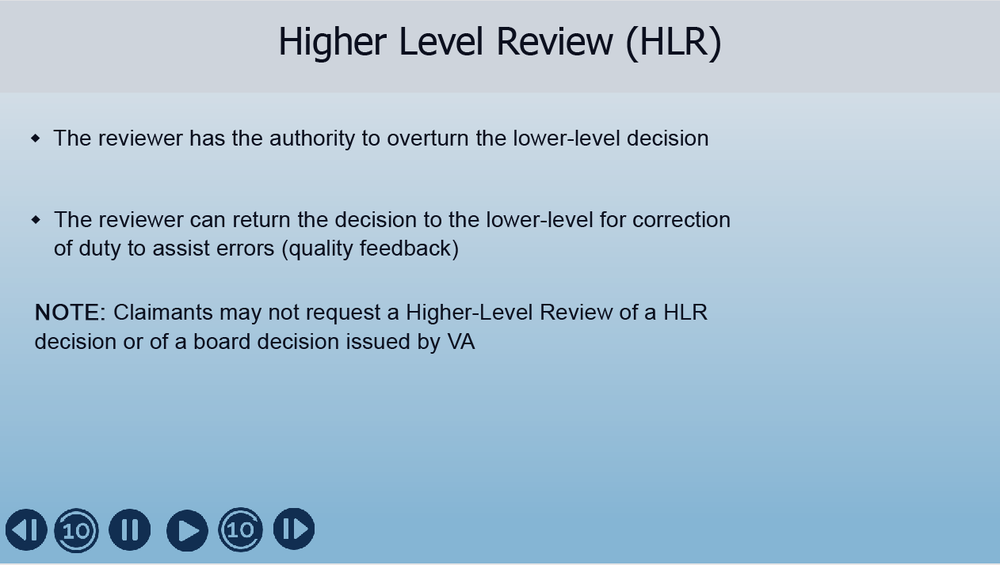 Higher Level Review (HLR)
◆ The reviewer has the authority to overturn the lower-level decision
◆ The reviewer can return the decision to the lower-level for correction
of duty to assist errors (quality feedback)
NOTE: Claimants may not request a Higher-Level Review of a HLR
decision or of a board decision issued by VA
10 10